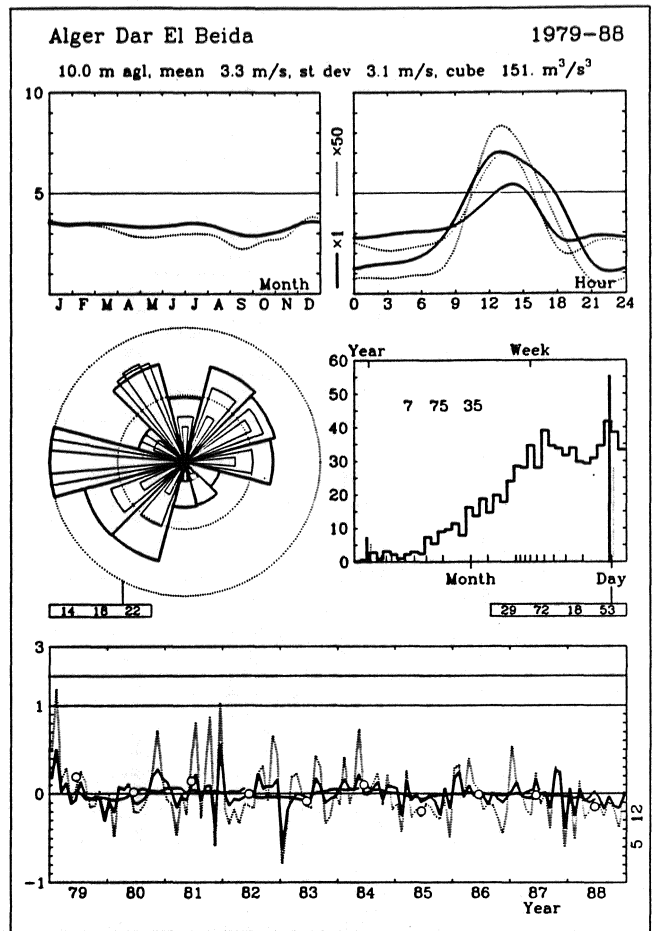 Alger Dar El Beida 1979-88
10.0 m agl, mean 3.3 m/s, st dev 3.1 m/s, cube 151. m³/s³
10
5
Month
J F M A M J J A S O N D
×1 ×50
Hour
0 3 6 9 12 15 18 21 24
14 18 22
Year Week
60
50
40
30
20
10
0
7 75 35
Month Day
29 72 18 53
3
1
0
-1
5 12
79 80 81 82 83 84 85 86 87 88
Year